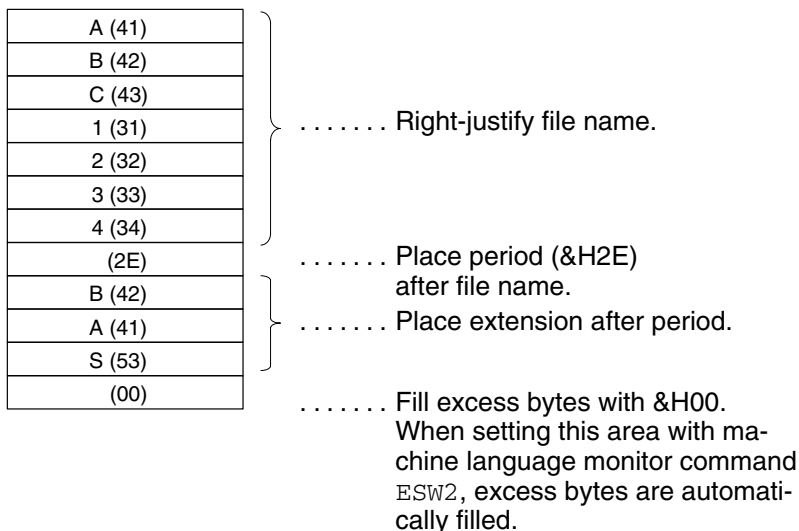 A (41)
B (42)
C (43)
1 (31)
2 (32)
3 (33)
4 (34)
(2E)
B (42)
A (41)
S (53)
(00)
....... Right-justify file name.
....... Place period (&H2E)
after file name.
....... Place extension after period.
....... Fill excess bytes with &H00.
When setting this area with ma-
chine language monitor command
ESW2, excess bytes are automati-
cally filled.